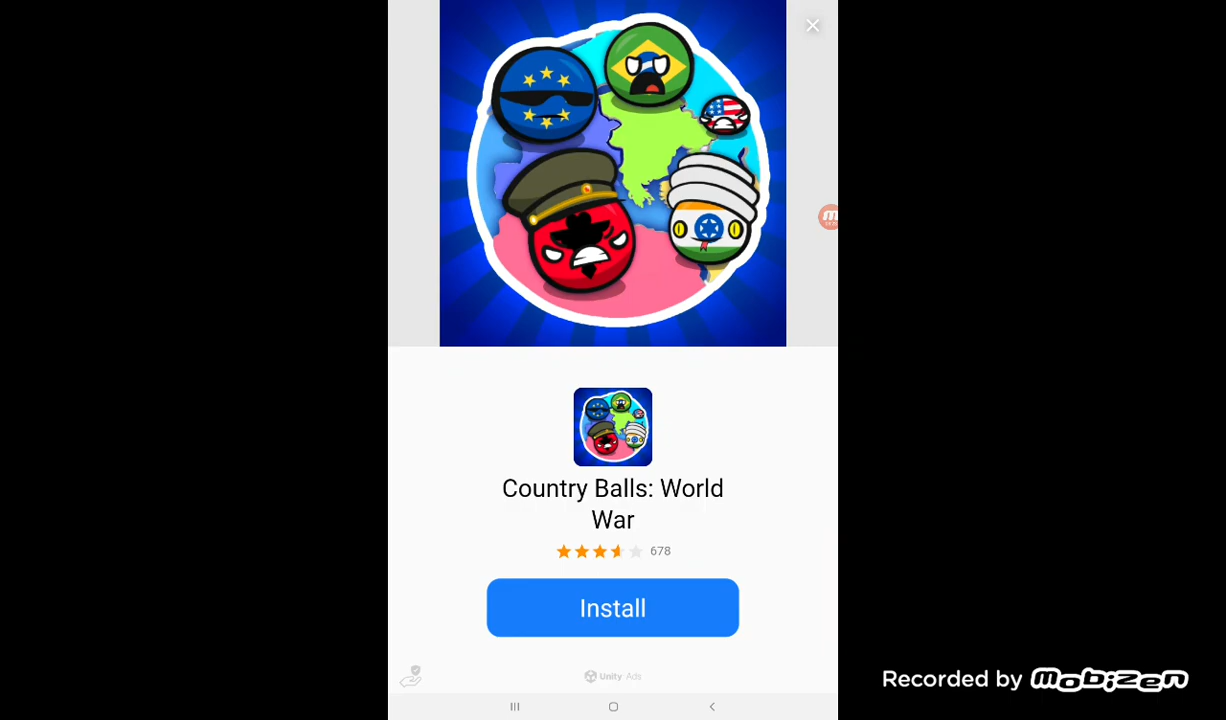 Country Balls: World
War
678
Install
Unity Ads
Recorded by mobizen